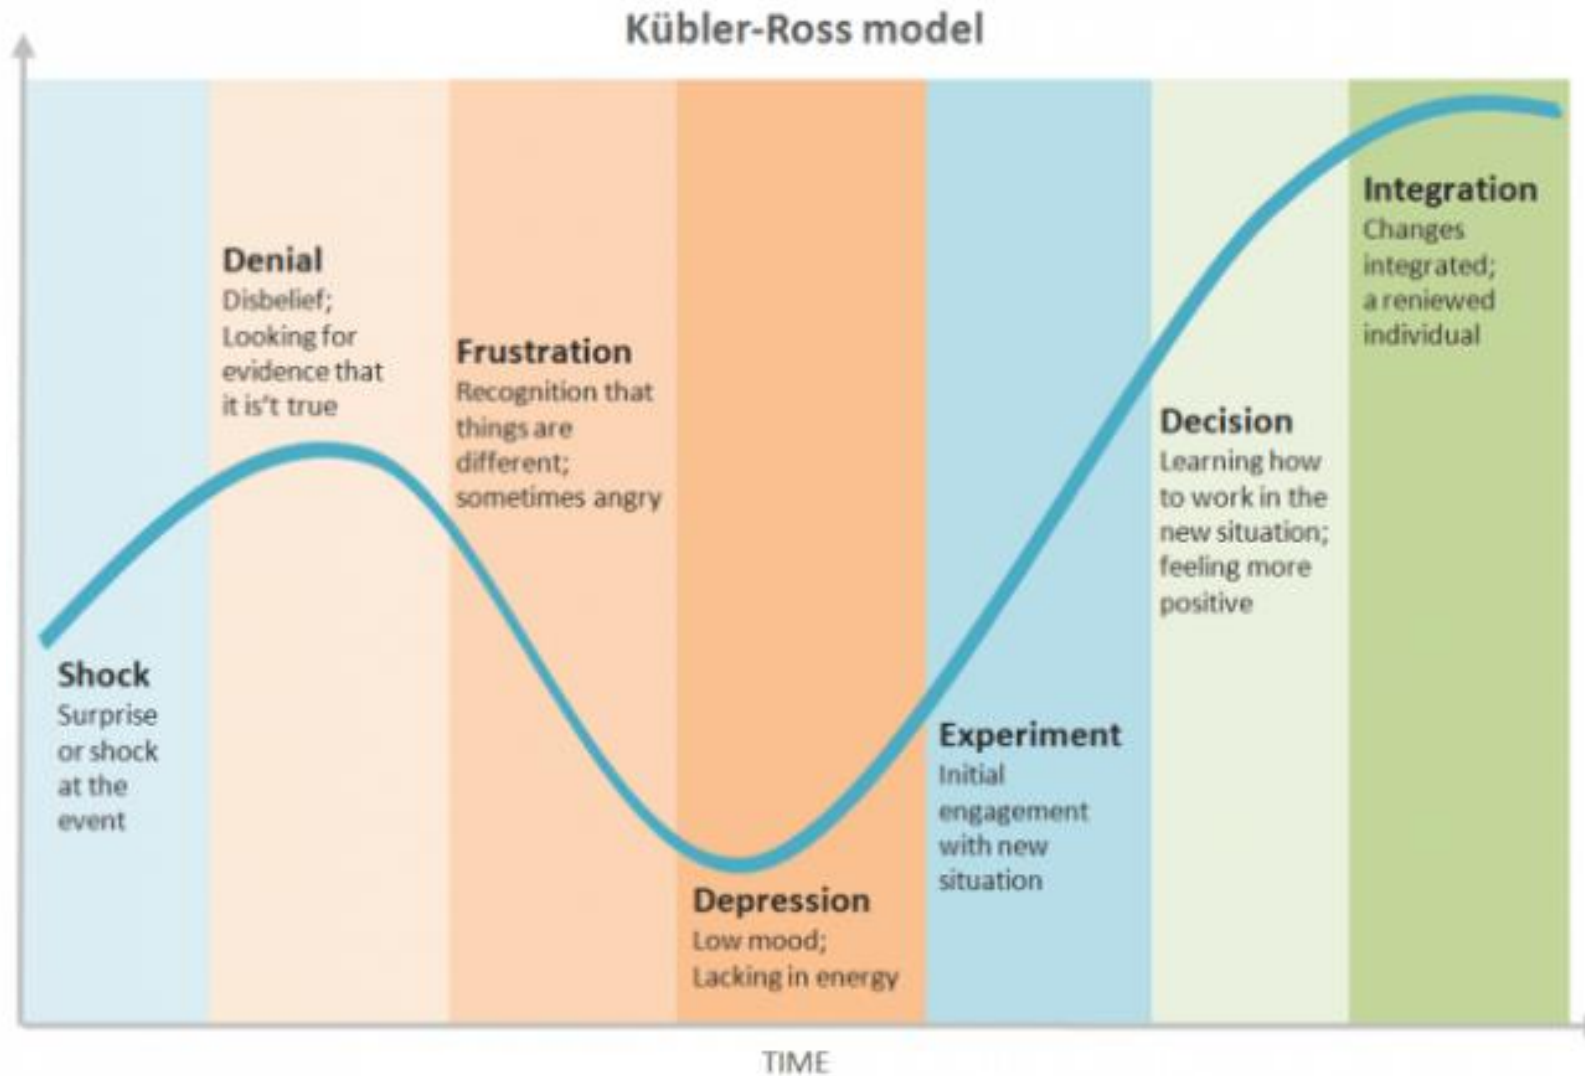 Kübler-Ross model
Shock
Surprise
or shock
at the
event
Denial
Disbelief;
Looking for
evidence that
it is't true
Frustration
Recognition that
things are
different;
sometimes angry
Depression
Low mood;
Lacking in energy
Experiment
Initial
engagement
with new
situation
Decision
Learning how
to work in the
new situation;
feeling more
positive
Integration
Changes
integrated;
a reniewed
individual
TIME